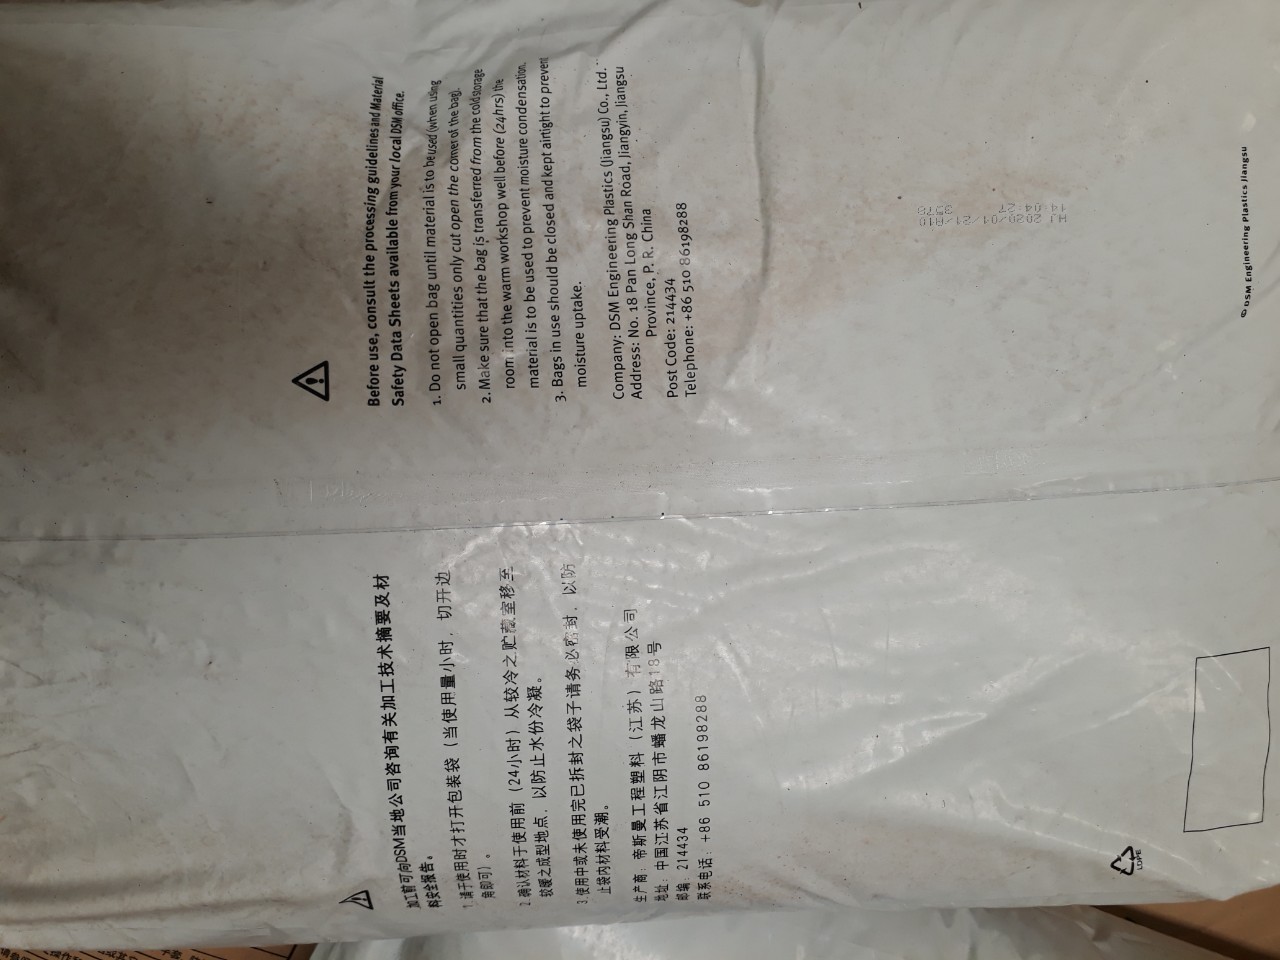 Before use, consult the processing guidelines and Material
Safety Data Sheets available from your local DSM office.
1. Do not open bag until material is to be used (when using
small quantities only cut open the corner of the bag).
2. Make sure that the bag is transferred from the cold storage
room into the warm workshop well before (24hrs) the
material is to be used to prevent moisture condensation.
3. Bags in use should be closed and kept airtight to prevent
moisture uptake.
Company: DSM Engineering Plastics (Jiangsu) Co., Ltd.
Address: No. 18 Pan Long Shan Road, Jiangyin, Jiangsu
Province, P. R. China
Post Code: 214434
Telephone: +86 510 86198288
HJ 2020/01/21/A10
14:04:27 3578
© DSM Engineering Plastics Jiangsu
加工前可向DSM当地公司咨询有关加工技术摘要及材
料安全报告。
1.请于使用时才打开包装袋（当使用量小时，切开边
角即可）。
2.确认材料于使用前（24小时）从较冷之贮藏室移至
较暖之成型地点，以防止水份冷凝。
3.使用中或未使用完已拆封之袋子请务必密封，以防
止袋内材料受潮。
生产商：帝斯曼工程塑料（江苏）有限公司
地址：中国江苏省江阴市蟠龙山路18号
邮编：214434
联系电话：+86 510 86198288
LDPE